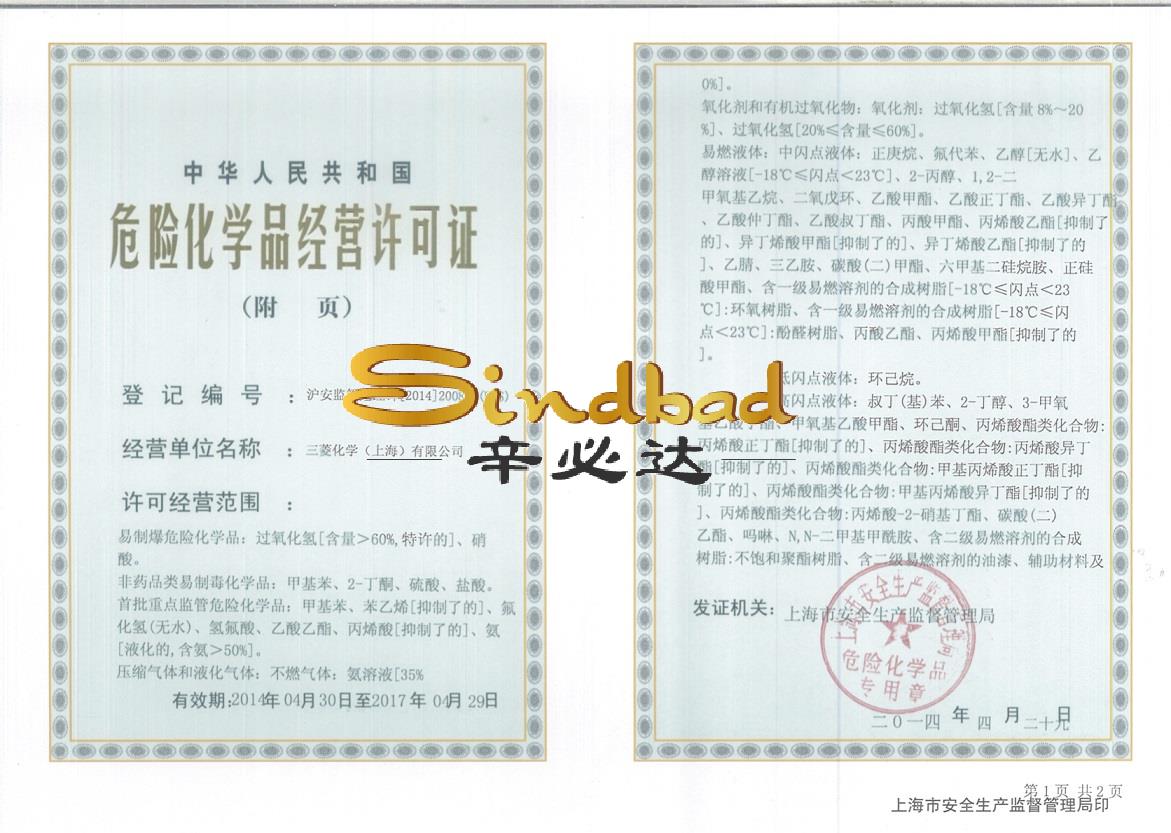 中华人民共和国
危险化学品经营许可证
(附 页)
登记编号 : 沪安监 [2014]2008
经营单位名称 : 三菱化学(上海)有限公司
许可经营范围 :
易制爆危险化学品: 过氧化氢[含量>60%,特许的]、硝
酸。
非药品类易制毒化学品: 甲基苯、2-丁酮、硫酸、盐酸。
首批重点监管危险化学品: 甲基苯、苯乙烯[抑制了的]、氟
化氢(无水)、氢氟酸、乙酸乙酯、丙烯酸[抑制了的]、氨
[液化的,含氨>50%]。
压缩气体和液化气体: 不燃气体: 氨溶液[35%
有效期:2014年04月30日至2017年04月29日
0%]。
氧化剂和有机过氧化物: 氧化剂: 过氧化氢[含量8%~20
%]、过氧化氢[20%≤含量≤60%]。
易燃液体: 中闪点液体: 正庚烷、氟代苯、乙醇[无水]、乙
醇溶液[-18℃≤闪点<23℃]、2-丙醇、1,2-二
甲氧基乙烷、二氧戊环、乙酸甲酯、乙酸正丁酯、乙酸异丁酯
、乙酸仲丁酯、乙酸叔丁酯、丙酸甲酯、丙烯酸乙酯[抑制了
的]、异丁烯酸甲酯[抑制了的]、异丁烯酸乙酯[抑制了的
]、乙腈、三乙胺、碳酸(二)甲酯、六甲基二硅烷胺、正硅
酸甲酯、含一级易燃溶剂的合成树脂[-18℃≤闪点<23
℃]:环氧树脂、含一级易燃溶剂的合成树脂[-18℃≤闪
点<23℃]:酚醛树脂、丙酸乙酯、丙烯酸甲酯[抑制了的
]。
低闪点液体: 环己烷。
高闪点液体: 叔丁(基)苯、2-丁醇、3-甲氧
基乙酸丁酯、甲氧基乙酸甲酯、环己酮、丙烯酸酯类化合物:
丙烯酸正丁酯[抑制了的]、丙烯酸酯类化合物:丙烯酸异丁
酯[抑制了的]、丙烯酸酯类化合物:甲基丙烯酸正丁酯[抑
制了的]、丙烯酸酯类化合物:甲基丙烯酸异丁酯[抑制了的
]、丙烯酸酯类化合物:丙烯酸-2-硝基丁酯、碳酸(二)
乙酯、吗啉、N,N-二甲基甲酰胺、含二级易燃溶剂的合成
树脂:不饱和聚酯树脂、含二级易燃溶剂的油漆、辅助材料及
发证机关: 上海市安全生产监督管理局
上海市安全生产监督管理局
危险化学品
专用章
二〇一四 年 四 月 二十九 日
第1页 共2页
上海市安全生产监督管理局印
Sindbad
辛必达